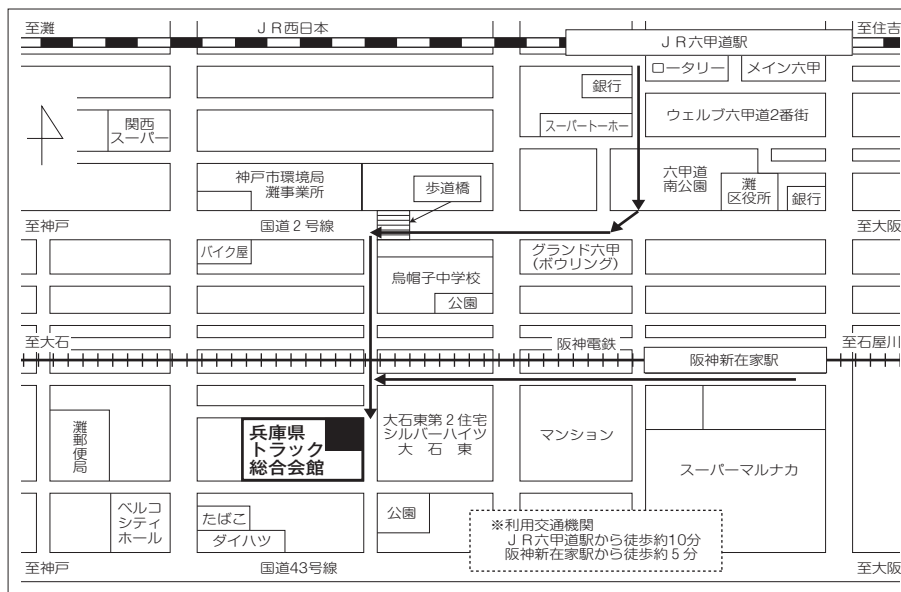 至灘
JR西日本
至住吉
JR六甲道駅
ロータリー
メイン六甲
銀行
関西
スーパー
スーパートーホー
ウェルブ六甲道2番街
神戸市環境局
灘事業所
歩道橋
六甲道
南公園
灘
区役所
銀行
至神戸
国道2号線
至大阪
バイク屋
グランド六甲
(ボウリング)
烏帽子中学校
公園
至大石
阪神電鉄
至石屋川
阪神新在家駅
灘郵便局
兵庫県
トラック
総合会館
大石東第2住宅
シルバーハイツ
大石東
マンション
スーパーマルナカ
ベルコ
シティ
ホール
たばこ
ダイハツ
公園
※利用交通機関
JR六甲道駅から徒歩約10分
阪神新在家駅から徒歩約5分
至神戸
国道43号線
至大阪